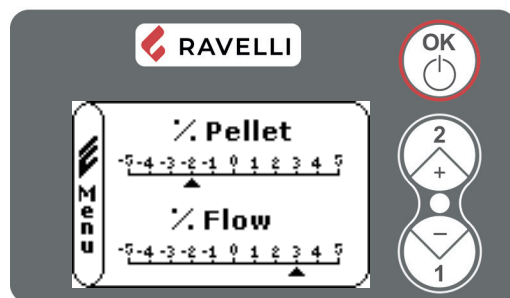 RAVELLI
OK
% Pellet
-5 -4 -3 -2 -1 0 1 2 3 4 5
Menu
% Flow
-5 -4 -3 -2 -1 0 1 2 3 4 5
2
+
−
1